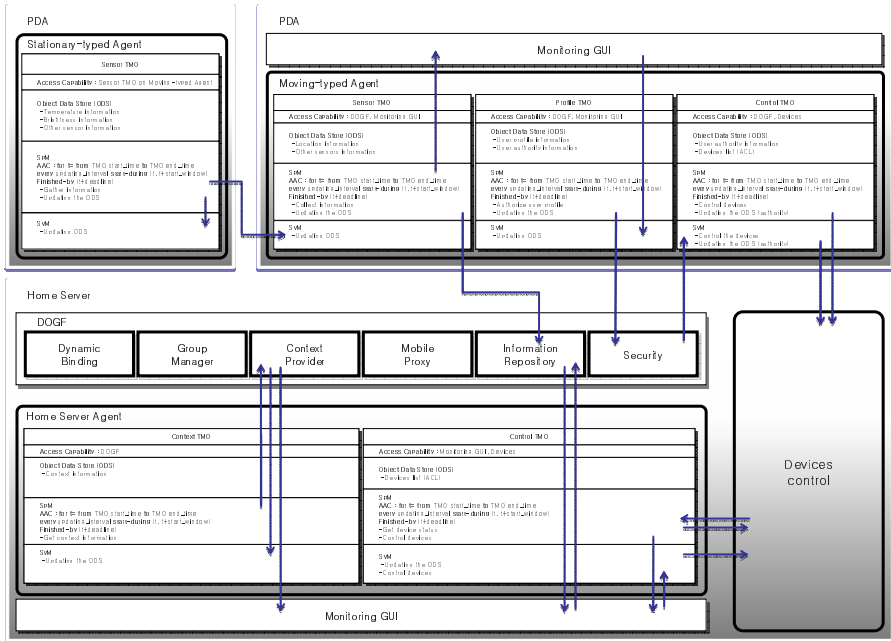 PDA
Stationary-typed Agent
Sensor TMO
Access Capability : Sensor TMO on Moving-typed Agent
Object Data Store (ODS)
-Temperature information
-Brightness information
-Other sensor information
SpM
AAC : for t= from TMO start_time to TMO end_time
every updating_interval start-during (t, t+start_window)
Finished-by (t+deadline)
-Gather information
-Updating the ODS
SvM
-Updating ODS
PDA
Monitoring GUI
Moving-typed Agent
Sensor TMO
Access Capability : DOGF, Monitoring GUI
Object Data Store (ODS)
-Location information
-Other sensors information
SpM
AAC : for t= from TMO start_time to TMO end_time
every updating_interval start-during (t, t+start_window)
Finished-by (t+deadline)
-Collect information
-Updating the ODS
SvM
-Updating ODS
Profile TMO
Access Capability : DOGF, Monitoring GUI
Object Data Store (ODS)
-User profile information
-User authority information
SpM
AAC : for t= from TMO start_time to TMO end_time
every updating_interval start-during (t, t+start_window)
Finished-by (t+deadline)
-Authorize user profile
-Updating the ODS
SvM
-Updating ODS
Control TMO
Access Capability : DOGF, Devices
Object Data Store (ODS)
-User authority information
-Devices list (ACL)
SpM
AAC : for t= from TMO start_time to TMO end_time
every updating_interval start-during (t, t+start_window)
Finished-by (t+deadline)
-Control devices
-Updating the ODS (authority)
SvM
-Control the devices
-Updating the ODS (authority)
Home Server
DOGF
Dynamic
Binding
Group
Manager
Context
Provider
Mobile
Proxy
Information
Repository
Security
Home Server Agent
Context TMO
Access Capability : DOGF
Object Data Store (ODS)
-Context information
SpM
AAC : for t= from TMO start_time to TMO end_time
every updating_interval start-during (t, t+start_window)
Finished-by (t+deadline)
-Get context information
SvM
-Updating the ODS
Control TMO
Access Capability : Monitoring GUI, Devices
Object Data Store (ODS)
-Devices list (ACL)
SpM
AAC : for t= from TMO start_time to TMO end_time
every updating_interval start-during (t, t+start_window)
Finished-by (t+deadline)
-Get device status
-Control devices
SvM
-Updating the ODS
-Control devices
Monitoring GUI
Devices
control